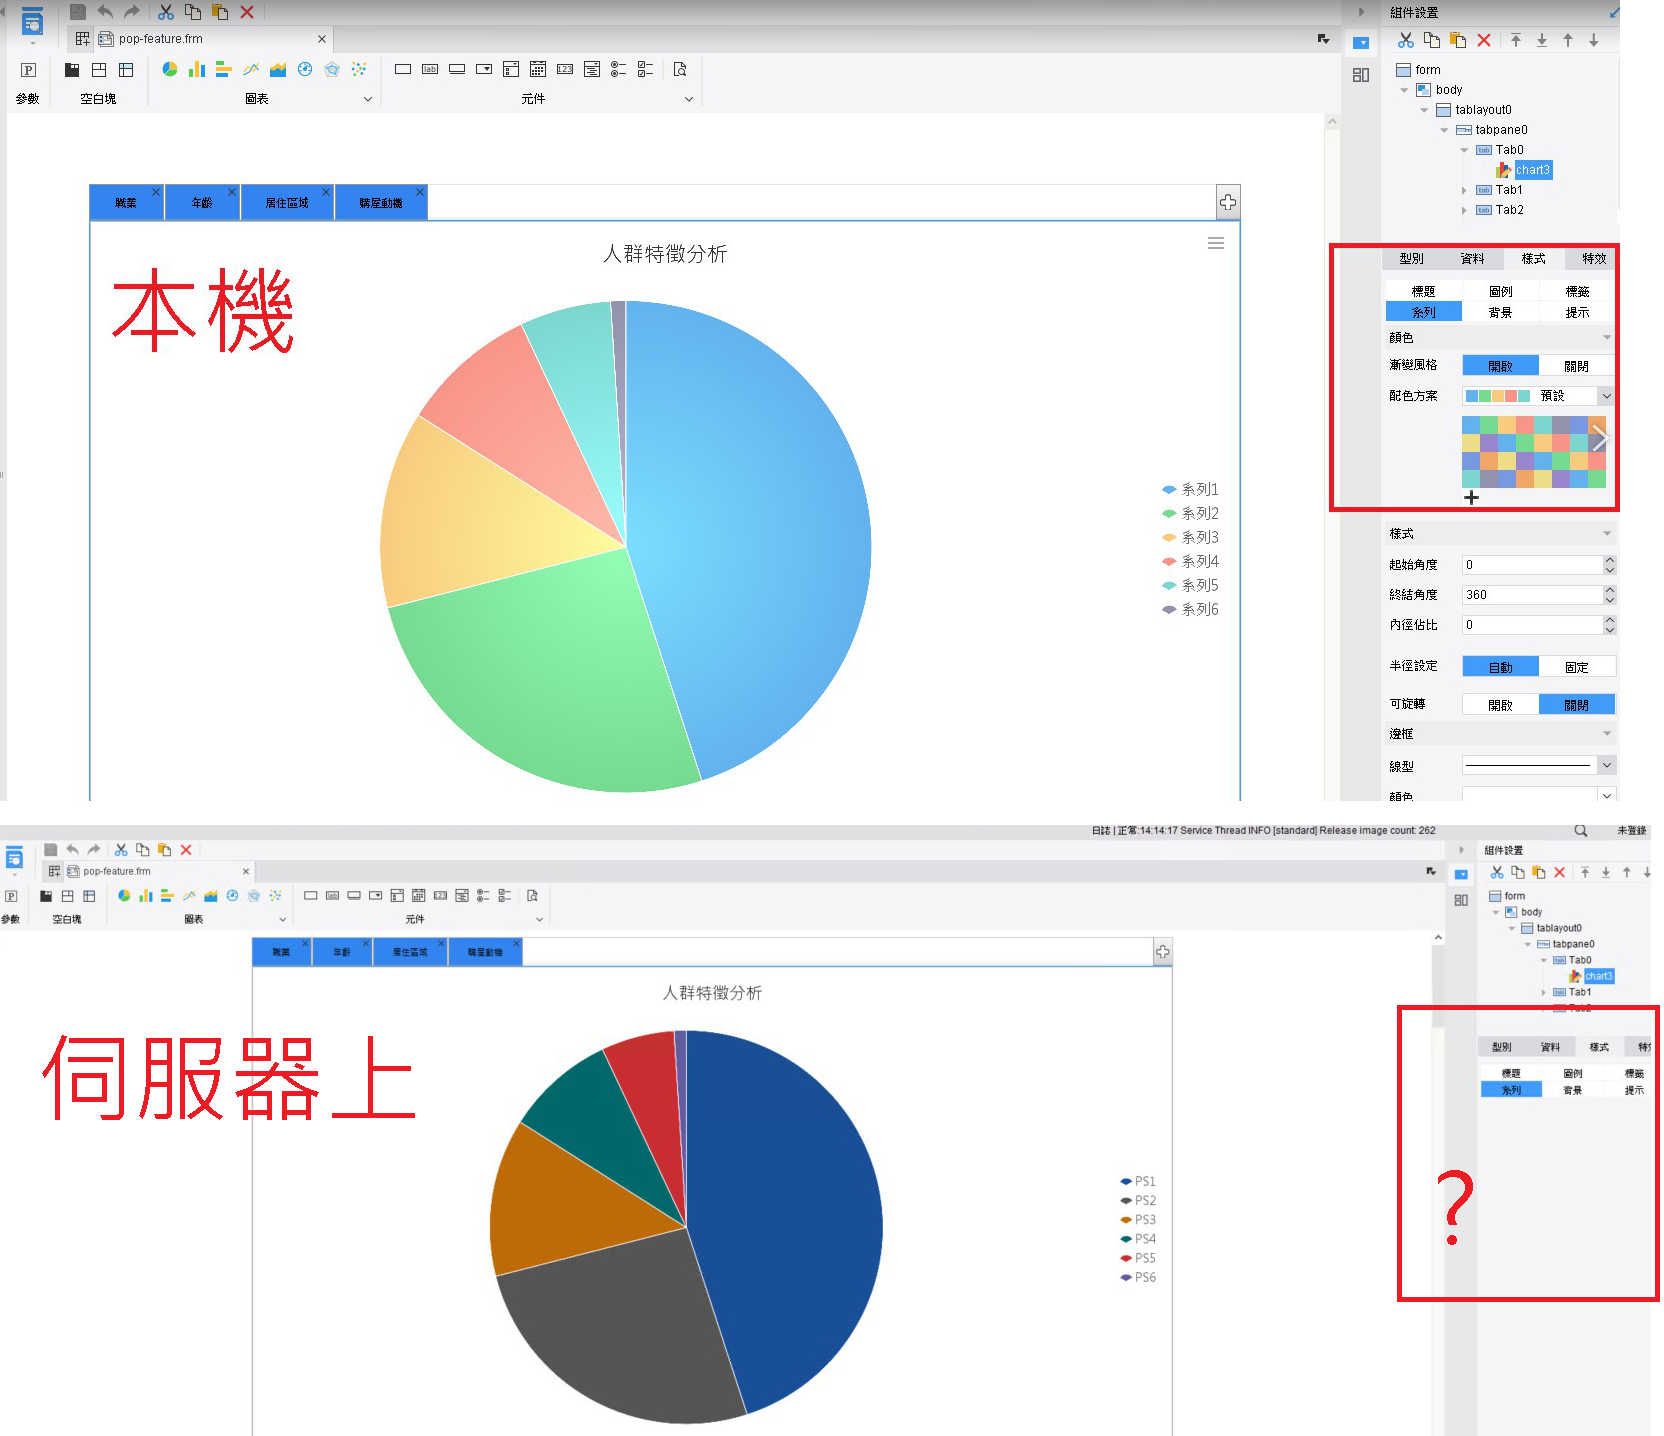 組件設置
pop-feature.frm
參數
空白塊
圖表
元件
form
body
tablayout0
tabpane0
Tab0
chart3
Tab1
Tab2
職業
年齡
居住區域
購屋動機
人群特徵分析
本機
系列1
系列2
系列3
系列4
系列5
系列6
型別 資料 樣式 特效
標題 圖例 標籤
系列 背景 提示
顏色
漸變風格 開啟 關閉
配色方案 預設
樣式
起始角度 0
終結角度 360
內徑佔比 0
半徑設定 自動 固定
可旋轉 開啟 關閉
邊框
線型
顏色
日誌 | 正常:14:14:17 Service Thread INFO [standard] Release image count: 262
未登錄
組件設置
pop-feature.frm
參數
空白塊
圖表
元件
form
body
tablayout0
tabpane0
Tab0
chart3
Tab1
Tab2
職業
年齡
居住區域
購屋動機
人群特徵分析
伺服器上
PS1
PS2
PS3
PS4
PS5
PS6
型別 資料 樣式 特效
標題 圖例 標籤
系列 背景 提示
?